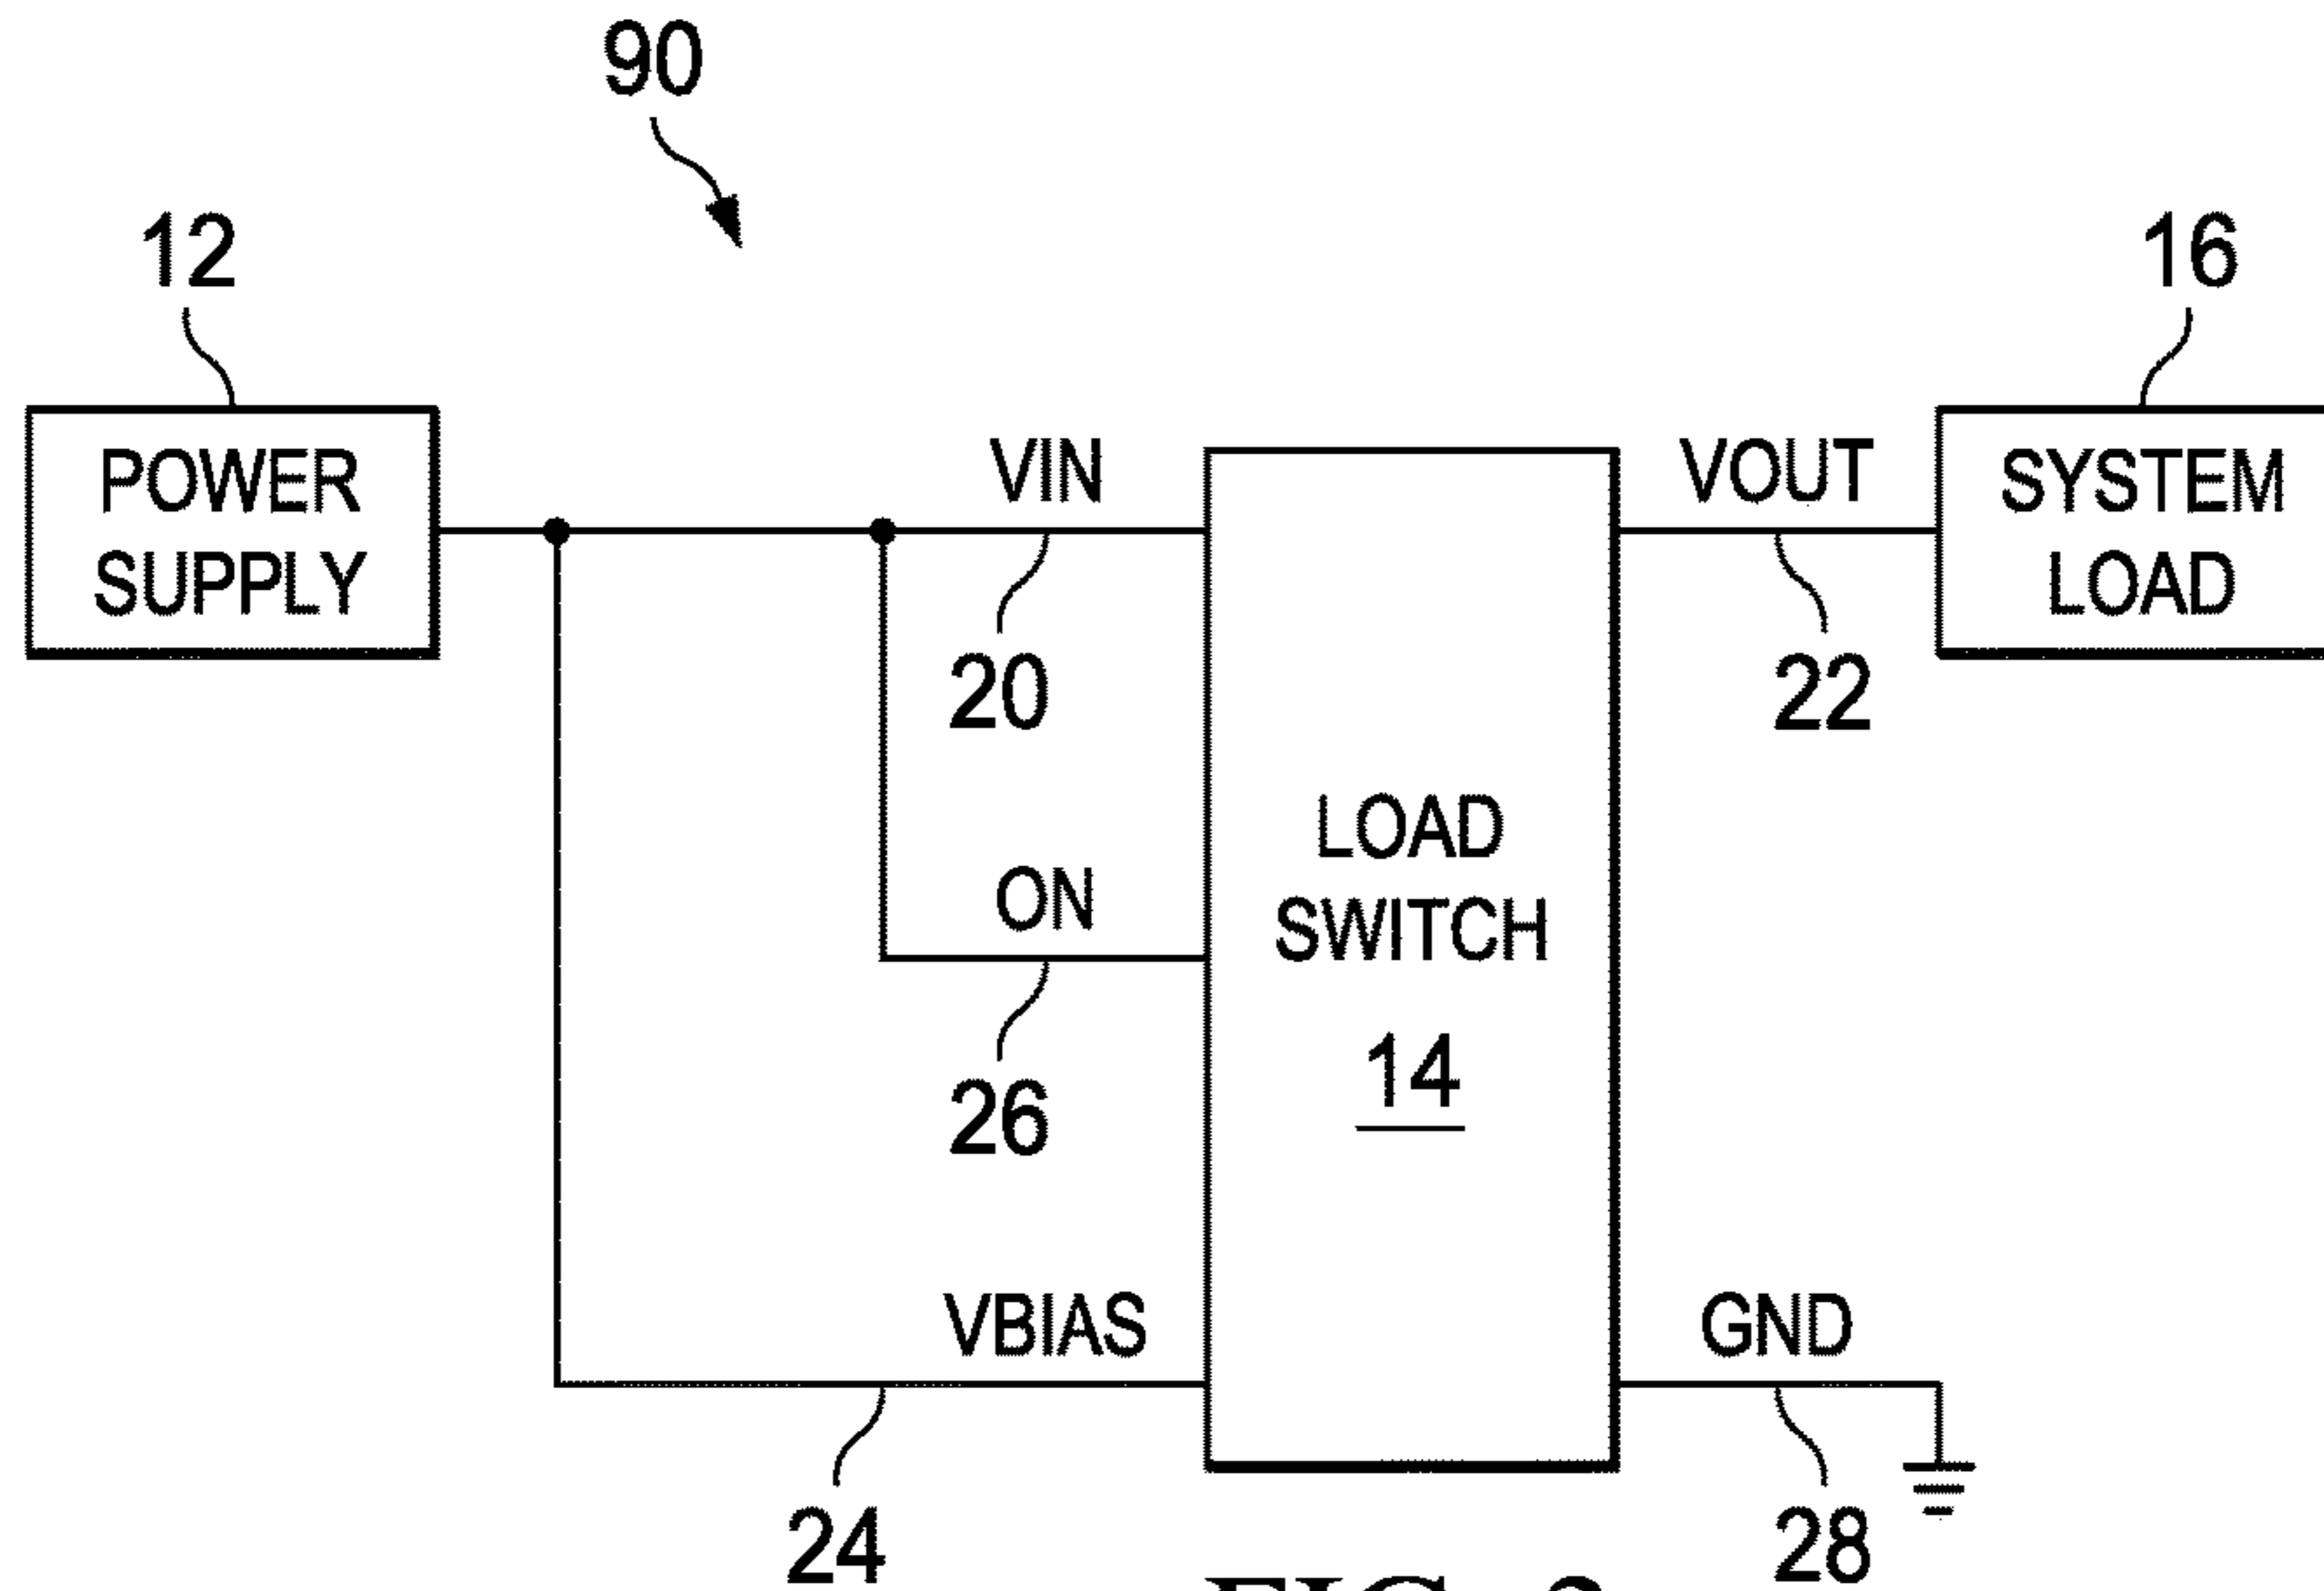 90
12
16
POWER
SUPPLY
VIN
VOUT
SYSTEM
LOAD
20
22
LOAD
SWITCH
14
ON
26
VBIAS
GND
24
28